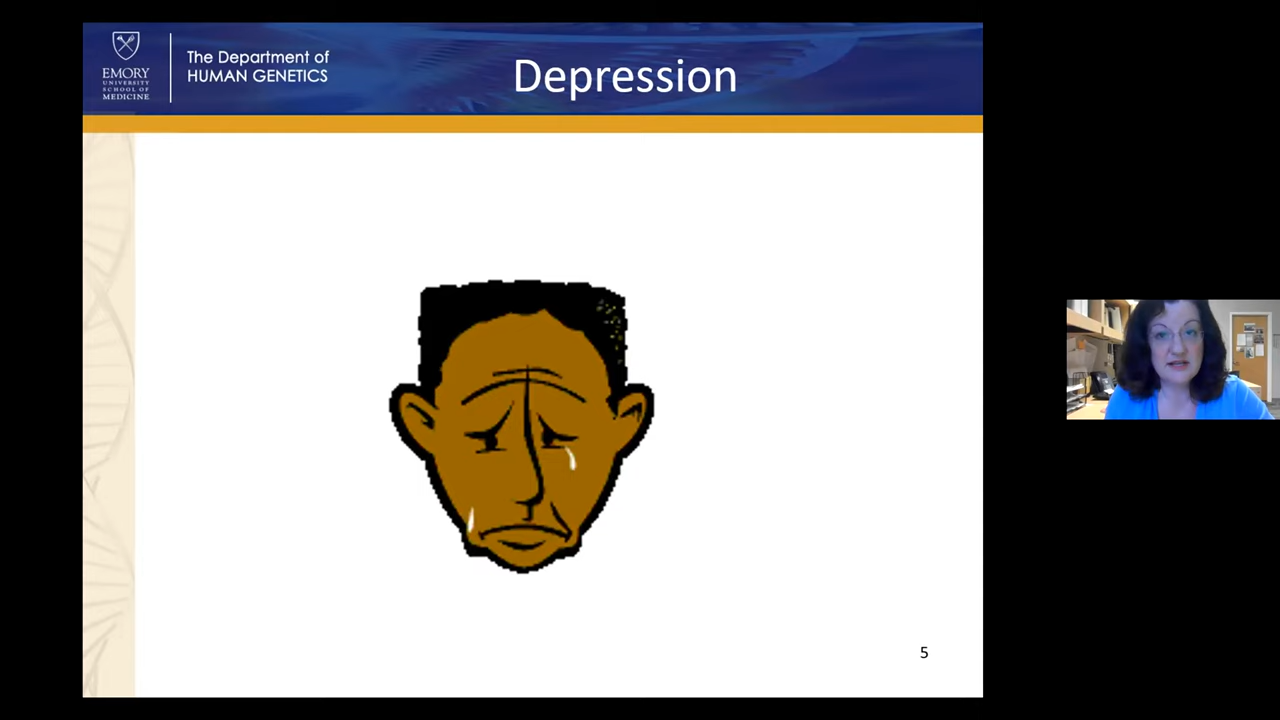 EMORY
UNIVERSITY
SCHOOL OF
MEDICINE
The Department of
HUMAN GENETICS
Depression
5